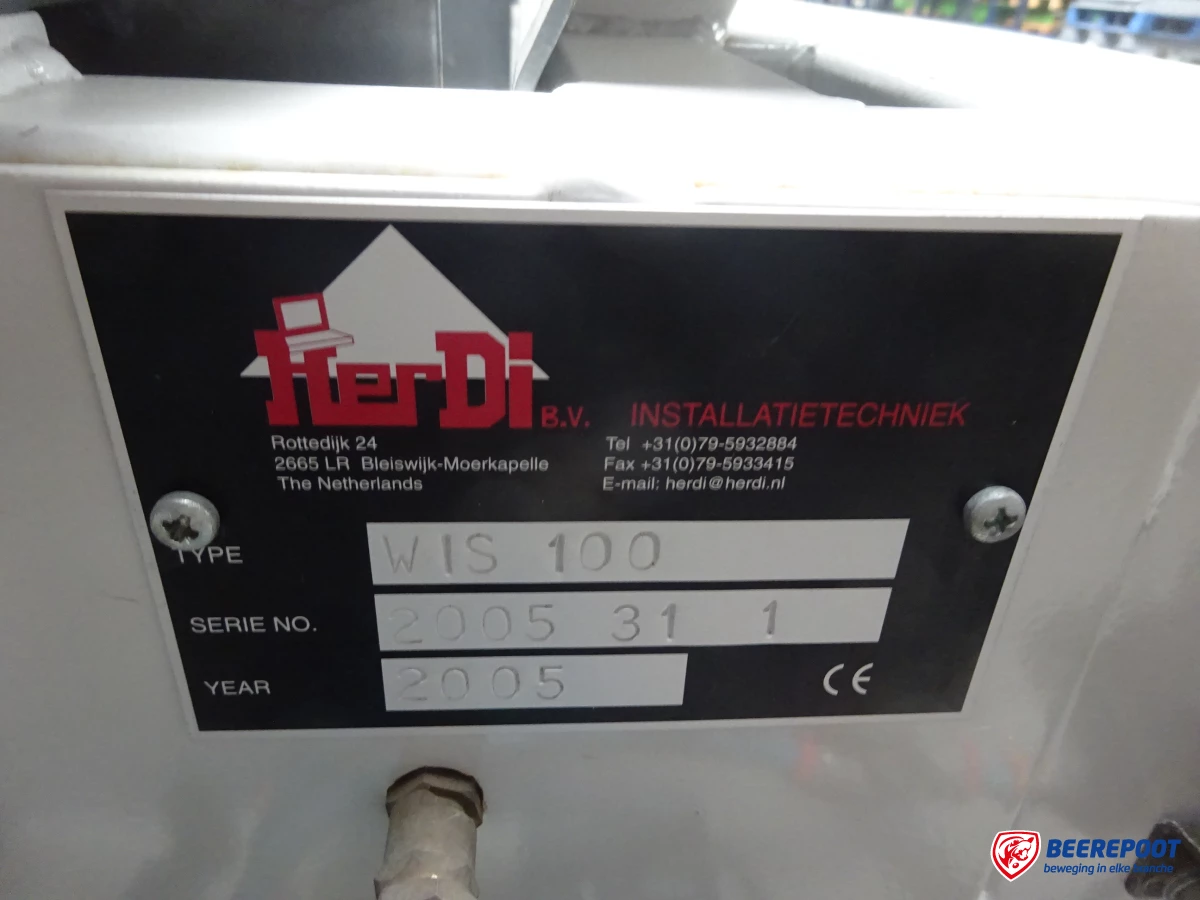 HerDi B.V. INSTALLATIETECHNIEK
Rottedijk 24
2665 LR Bleiswijk-Moerkapelle
The Netherlands
Tel +31(0)79-5932884
Fax +31(0)79-5933415
E-mail: herdi@herdi.nl
TYPE WIS 100
SERIE NO. 2005 31 1
YEAR 2005
CE
BEEREPOOT
beweging in elke branche